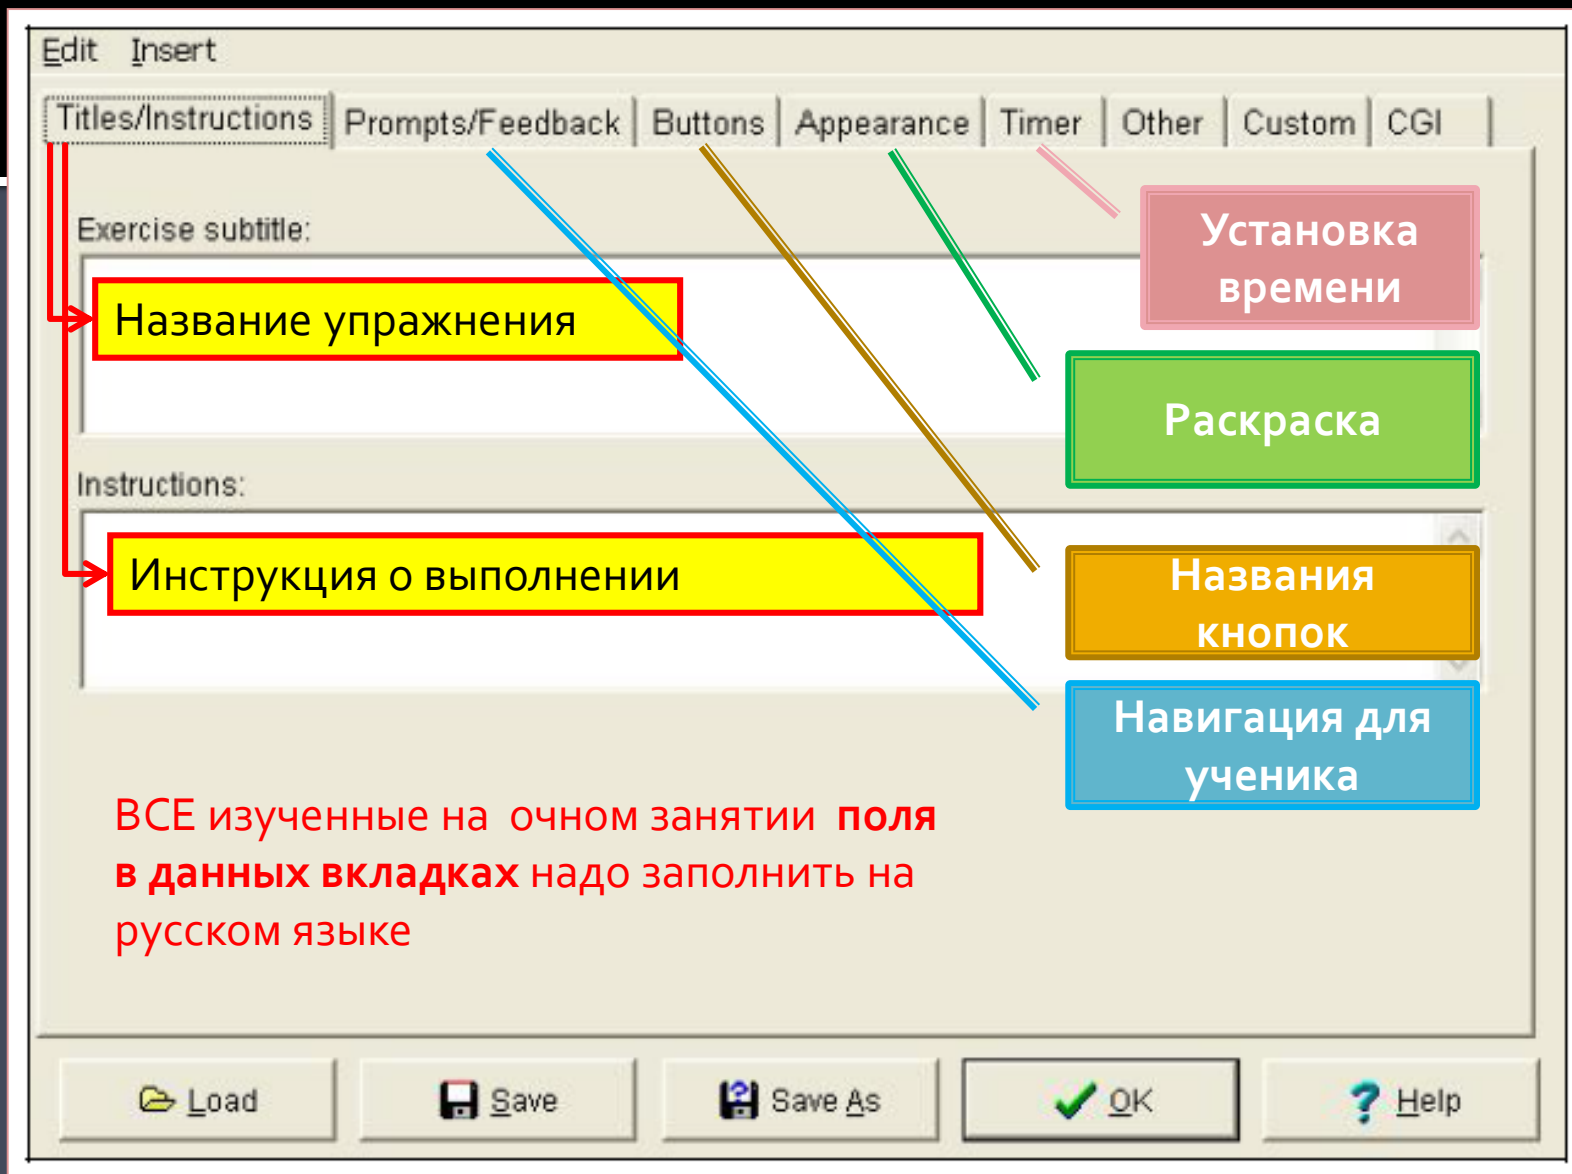 Edit Insert
Titles/Instructions Prompts/Feedback Buttons Appearance Timer Other Custom CGI
Exercise subtitle:
Название упражнения
Установка
времени
Раскраска
Instructions:
Инструкция о выполнении
Названия
кнопок
Навигация для
ученика
ВСЕ изученные на очном занятии поля
в данных вкладках надо заполнить на
русском языке
Load Save Save As OK Help